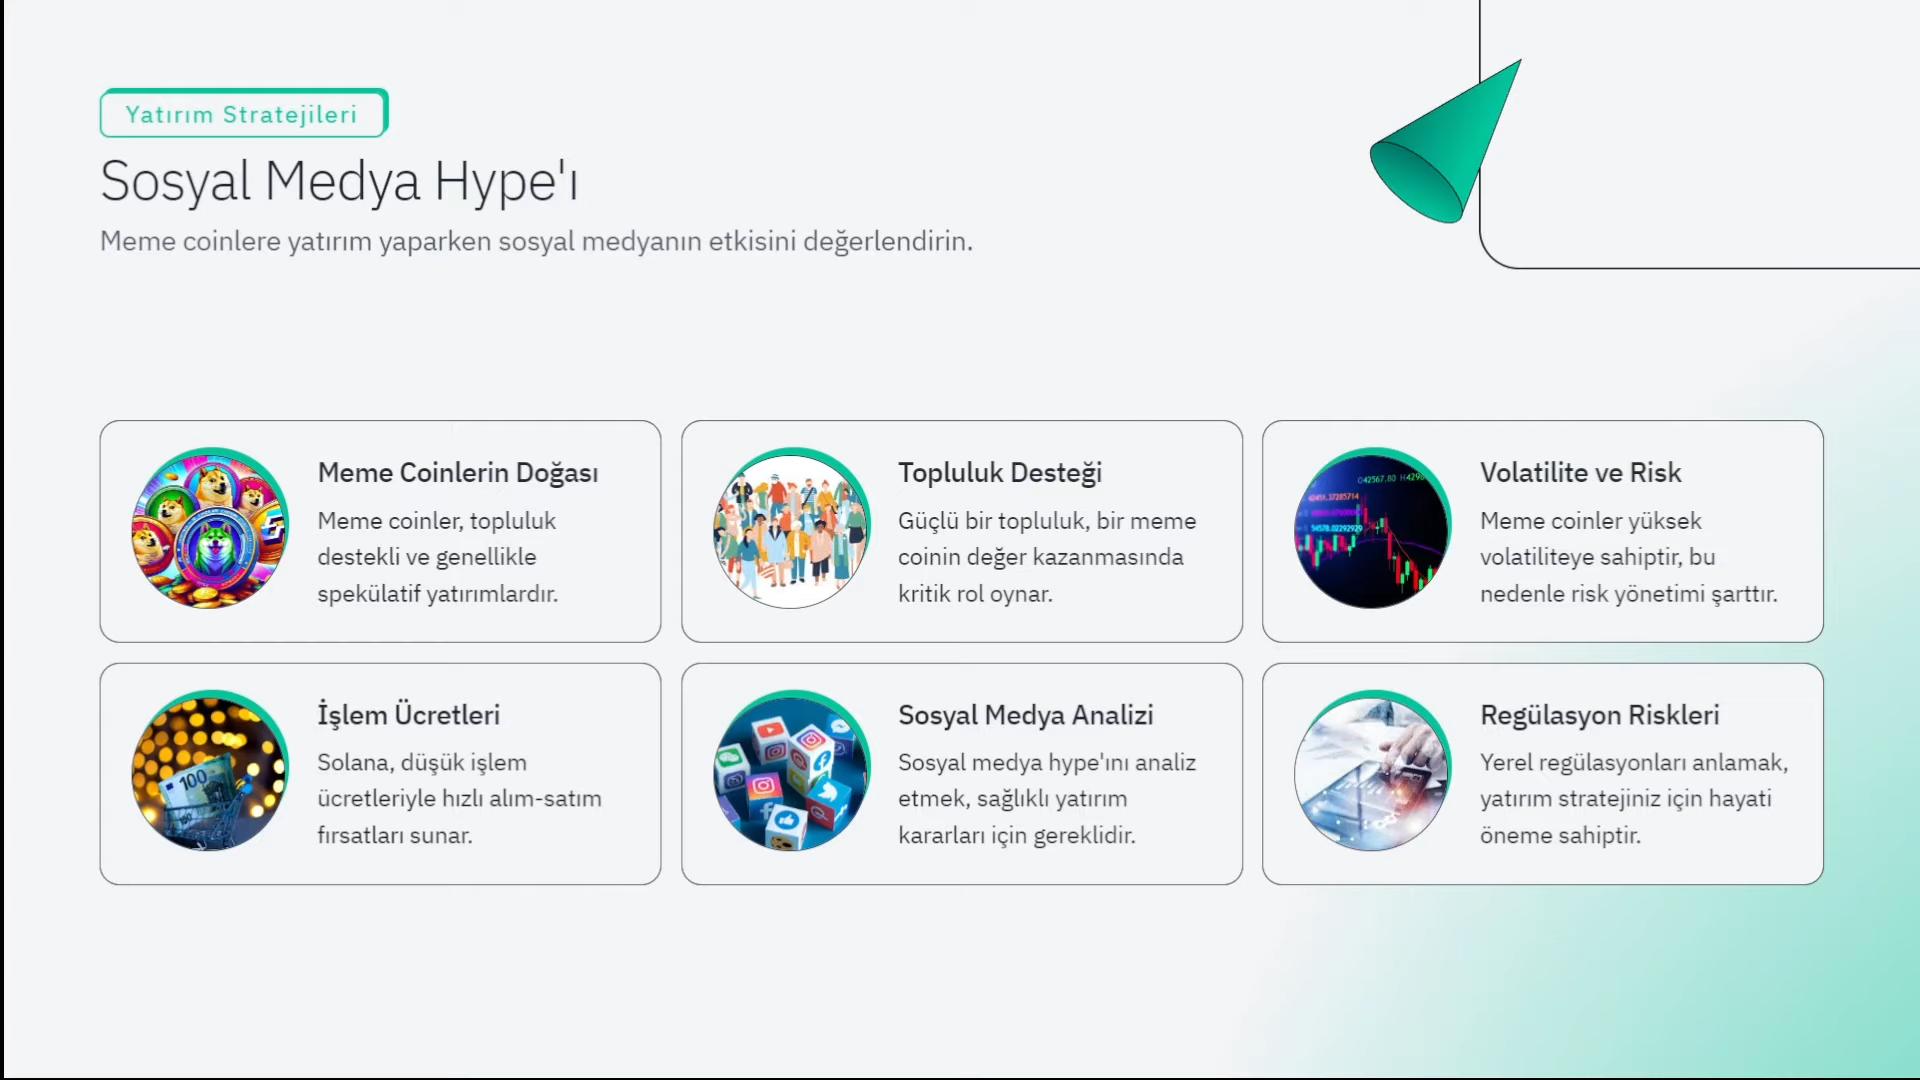 Yatırım Stratejileri
Sosyal Medya Hype'ı
Meme coinlere yatırım yaparken sosyal medyanın etkisini değerlendirin.
Meme Coinlerin Doğası
Meme coinler, topluluk
destekli ve genellikle
spekülatif yatırımlardır.
Topluluk Desteği
Güçlü bir topluluk, bir meme
coinin değer kazanmasında
kritik rol oynar.
Volatilite ve Risk
Meme coinler yüksek
volatiliteye sahiptir, bu
nedenle risk yönetimi şarttır.
İşlem Ücretleri
Solana, düşük işlem
ücretleriyle hızlı alım-satım
fırsatları sunar.
Sosyal Medya Analizi
Sosyal medya hype'ını analiz
etmek, sağlıklı yatırım
kararları için gereklidir.
Regülasyon Riskleri
Yerel regülasyonları anlamak,
yatırım stratejiniz için hayati
öneme sahiptir.
100